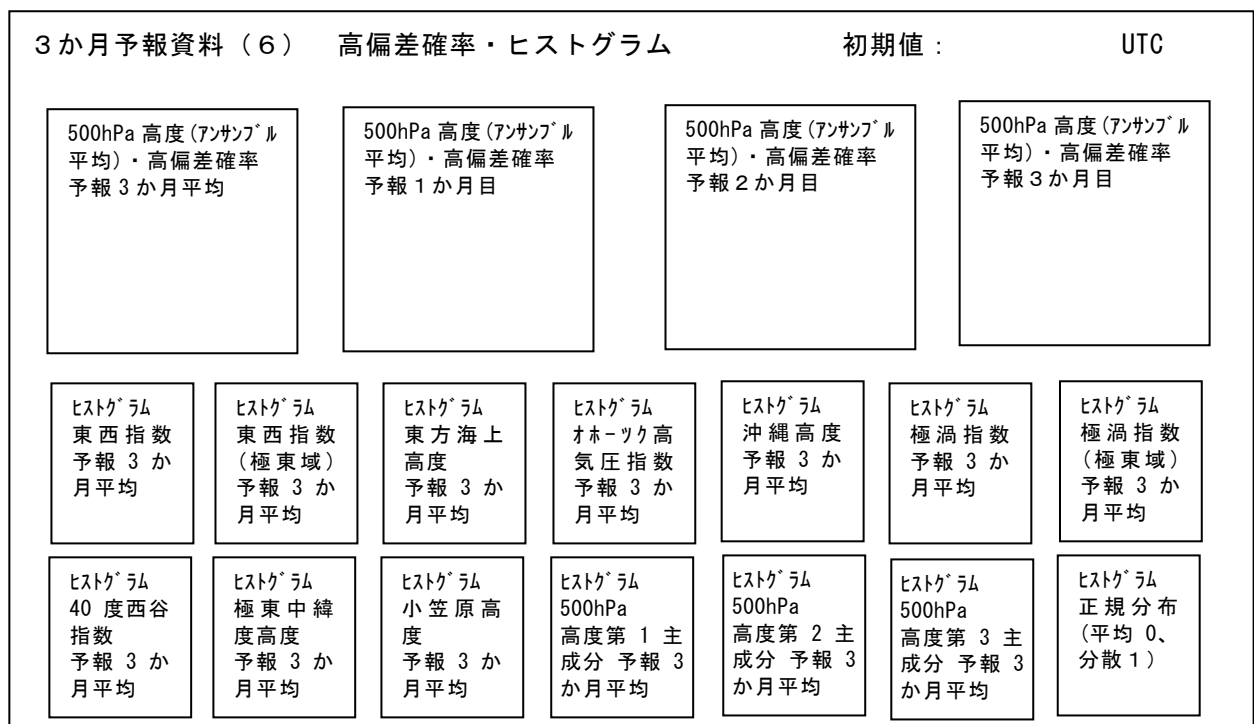 ３か月予報資料（６）　高偏差確率・ヒストグラム　初期値：　UTC
500hPa 高度(ｱﾝｻﾝﾌﾞﾙ
平均)・高偏差確率
予報３か月平均
500hPa 高度(ｱﾝｻﾝﾌﾞﾙ
平均)・高偏差確率
予報１か月目
500hPa 高度(ｱﾝｻﾝﾌﾞﾙ
平均)・高偏差確率
予報２か月目
500hPa 高度(ｱﾝｻﾝﾌﾞﾙ
平均)・高偏差確率
予報３か月目
ﾋｽﾄｸﾞﾗﾑ
東西指数
予報 3 か
月平均
ﾋｽﾄｸﾞﾗﾑ
東西指数
(極東域)
予報 3 か
月平均
ﾋｽﾄｸﾞﾗﾑ
東方海上
高度
予報 3 か
月平均
ﾋｽﾄｸﾞﾗﾑ
ｵﾎｰﾂｸ高
気圧指数
予報 3 か
月平均
ﾋｽﾄｸﾞﾗﾑ
沖縄高度
予報 3 か
月平均
ﾋｽﾄｸﾞﾗﾑ
極渦指数
予報 3 か
月平均
ﾋｽﾄｸﾞﾗﾑ
極渦指数
(極東域)
予報 3 か
月平均
ﾋｽﾄｸﾞﾗﾑ
40 度西谷
指数
予報 3 か
月平均
ﾋｽﾄｸﾞﾗﾑ
極東中緯
度高度
予報 3 か
月平均
ﾋｽﾄｸﾞﾗﾑ
小笠原高
度
予報 3 か
月平均
ﾋｽﾄｸﾞﾗﾑ
500hPa
高度第 1 主
成分 予報 3
か月平均
ﾋｽﾄｸﾞﾗﾑ
500hPa
高度第 2 主
成分 予報 3
か月平均
ﾋｽﾄｸﾞﾗﾑ
500hPa
高度第 3 主
成分 予報 3
か月平均
ﾋｽﾄｸﾞﾗﾑ
正規分布
(平均 0、
分散１)